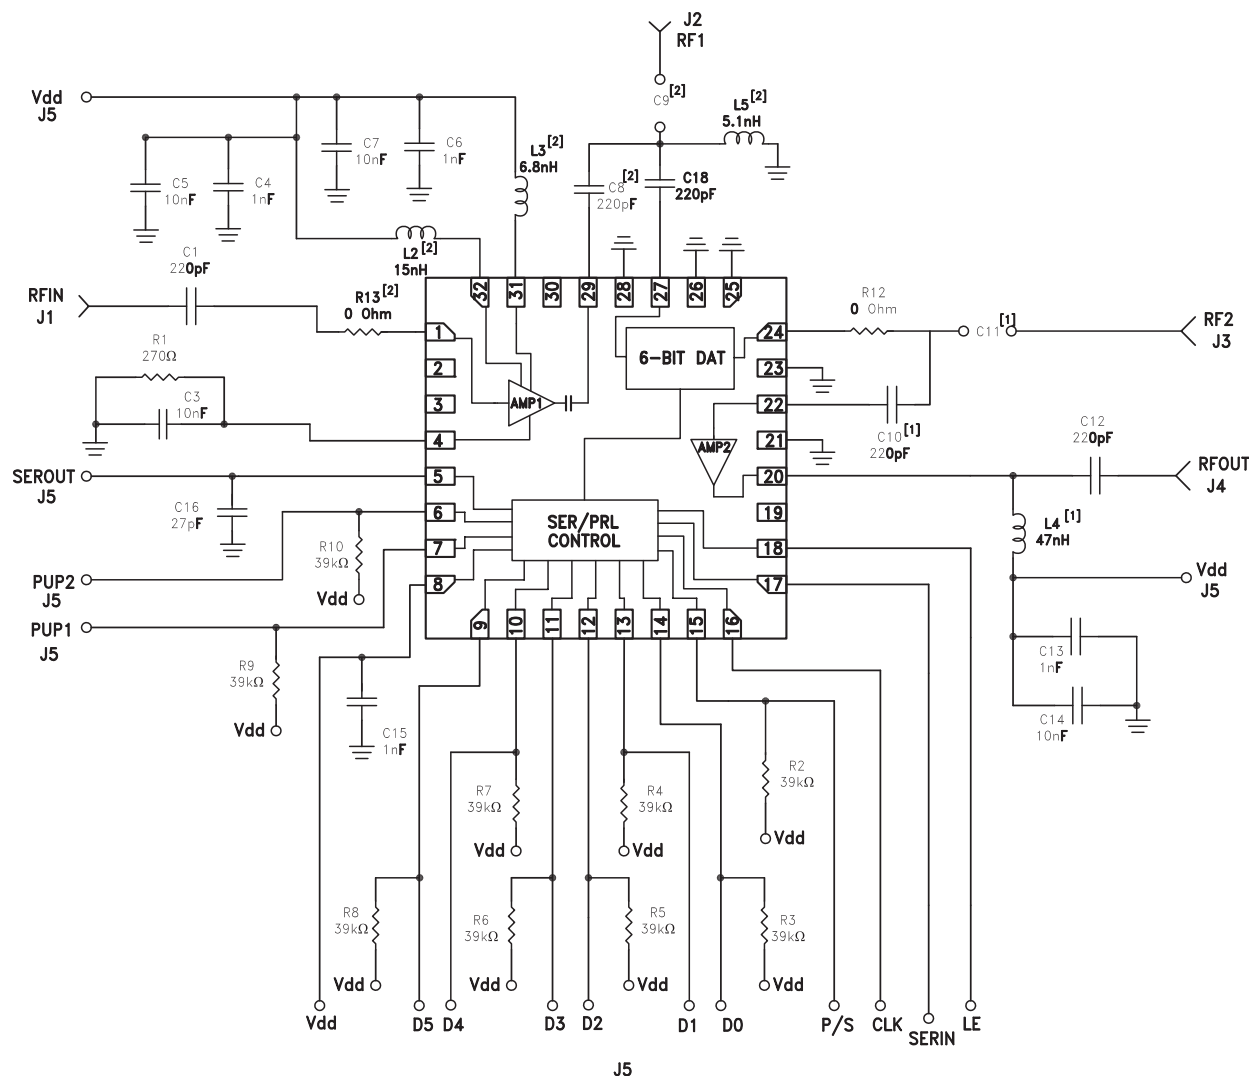 J2
RF1
C9[2]
L5[2]
5.1nH
Vdd
J5
C7
10nF
C6
1nF
L3[2]
6.8nH
C5
10nF
C4
1nF
C8[2]
220pF
C18
220pF
L2[2]
15nH
C1
220pF
RFIN
J1
R13[2]
0 Ohm
32
31
30
29
28
27
26
25
R12
0 Ohm
C11[1]
RF2
J3
R1
270Ω
C3
10nF
1
2
3
4
5
6
7
8
AMP1
6-BIT DAT
AMP2
24
23
22
21
20
19
18
17
C10[1]
220pF
C12
220pF
RFOUT
J4
L4[1]
47nH
Vdd
J5
C13
1nF
C14
10nF
SEROUT
J5
C16
27pF
SER/PRL
CONTROL
R10
39kΩ
Vdd
PUP2
J5
PUP1
J5
R9
39kΩ
Vdd
9
10
11
12
13
14
15
16
C15
1nF
R7
39kΩ
Vdd
R4
39kΩ
Vdd
R2
39kΩ
Vdd
R8
39kΩ
Vdd
R6
39kΩ
Vdd
R5
39kΩ
Vdd
R3
39kΩ
Vdd
Vdd
D5
D4
D3
D2
D1
D0
P/S
CLK
SERIN
LE
J5